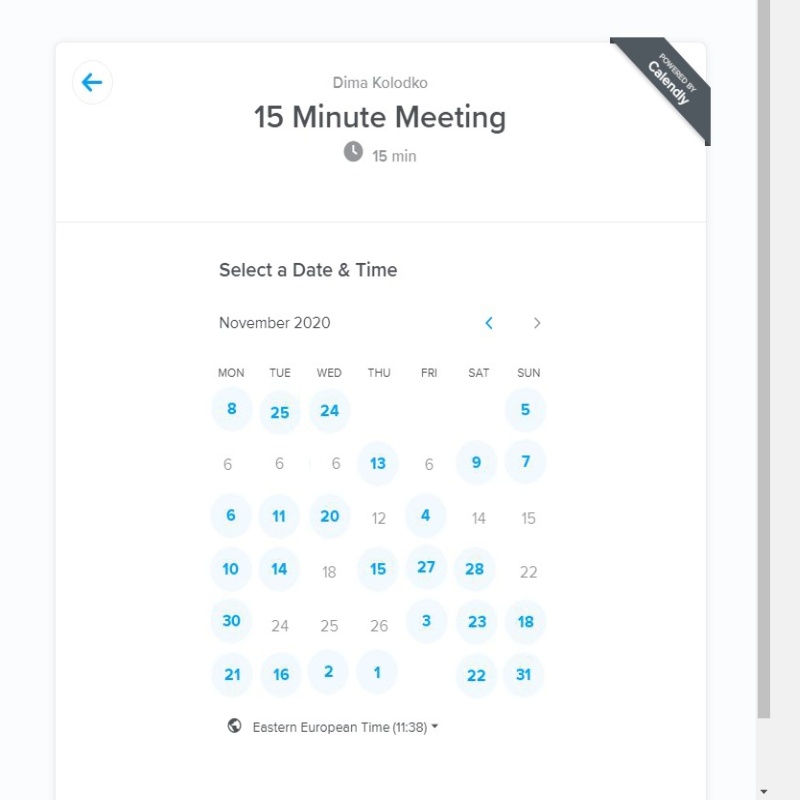 POWERED BY
Calendly
Dima Kolodko
15 Minute Meeting
15 min
Select a Date & Time
November 2020
MON TUE WED THU FRI SAT SUN
8 25 24 5
6 6 6 13 6 9 7
6 11 20 12 4 14 15
10 14 18 15 27 28 22
30 24 25 26 3 23 18
21 16 2 1 22 31
Eastern European Time (11:38)